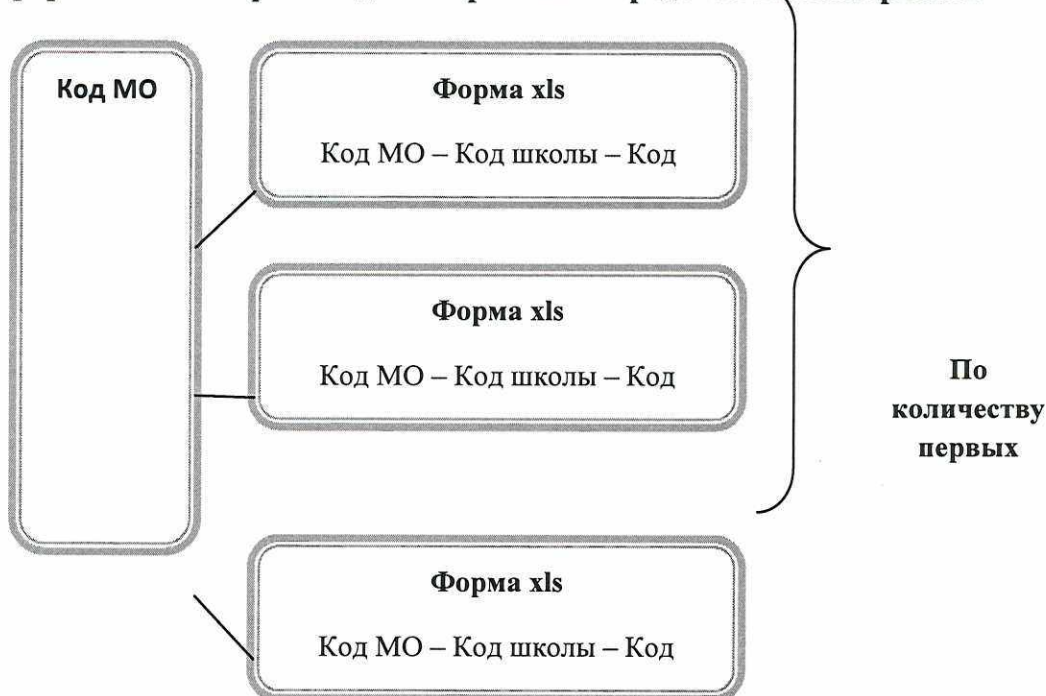 Код МО
Форма xls
Код МО – Код школы – Код
Форма xls
Код МО – Код школы – Код
По
количеству
первых
Форма xls
Код МО – Код школы – Код